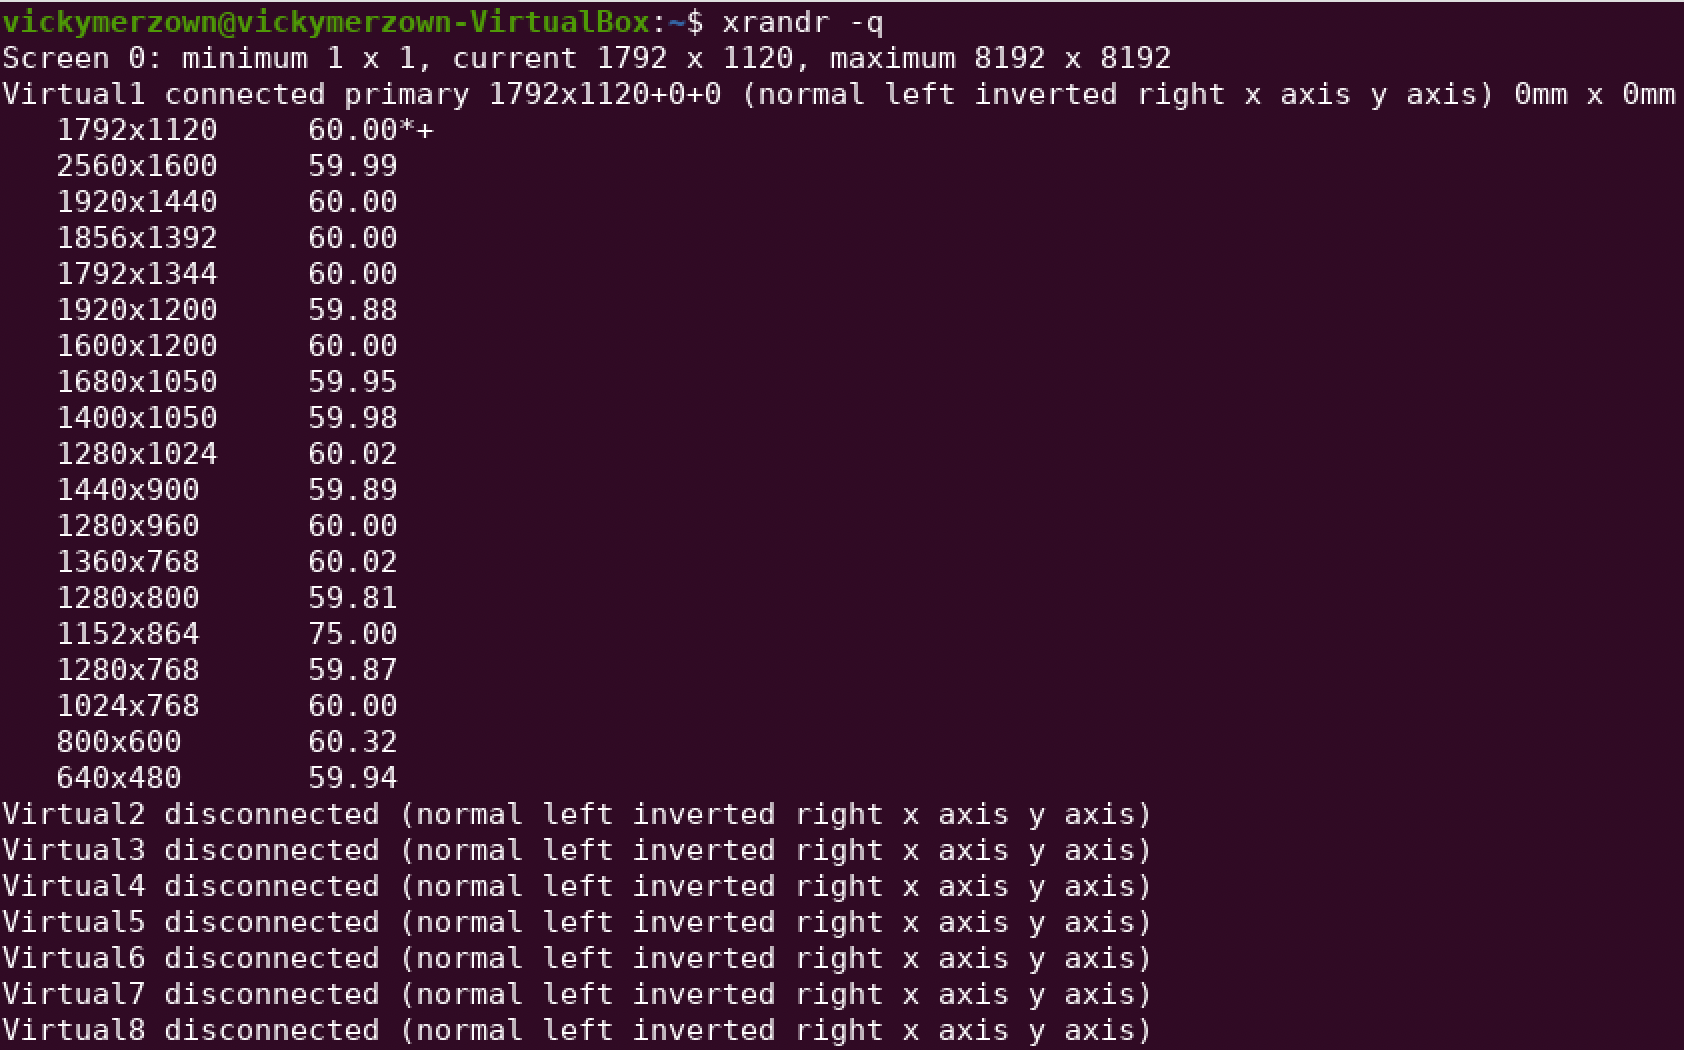 vickymerzown@vickymerzown-VirtualBox:~$ xrandr -q
Screen 0: minimum 1 x 1, current 1792 x 1120, maximum 8192 x 8192
Virtual1 connected primary 1792x1120+0+0 (normal left inverted right x axis y axis) 0mm x 0mm
   1792x1120     60.00*+
   2560x1600     59.99
   1920x1440     60.00
   1856x1392     60.00
   1792x1344     60.00
   1920x1200     59.88
   1600x1200     60.00
   1680x1050     59.95
   1400x1050     59.98
   1280x1024     60.02
   1440x900      59.89
   1280x960      60.00
   1360x768      60.02
   1280x800      59.81
   1152x864      75.00
   1280x768      59.87
   1024x768      60.00
   800x600       60.32
   640x480       59.94
Virtual2 disconnected (normal left inverted right x axis y axis)
Virtual3 disconnected (normal left inverted right x axis y axis)
Virtual4 disconnected (normal left inverted right x axis y axis)
Virtual5 disconnected (normal left inverted right x axis y axis)
Virtual6 disconnected (normal left inverted right x axis y axis)
Virtual7 disconnected (normal left inverted right x axis y axis)
Virtual8 disconnected (normal left inverted right x axis y axis)